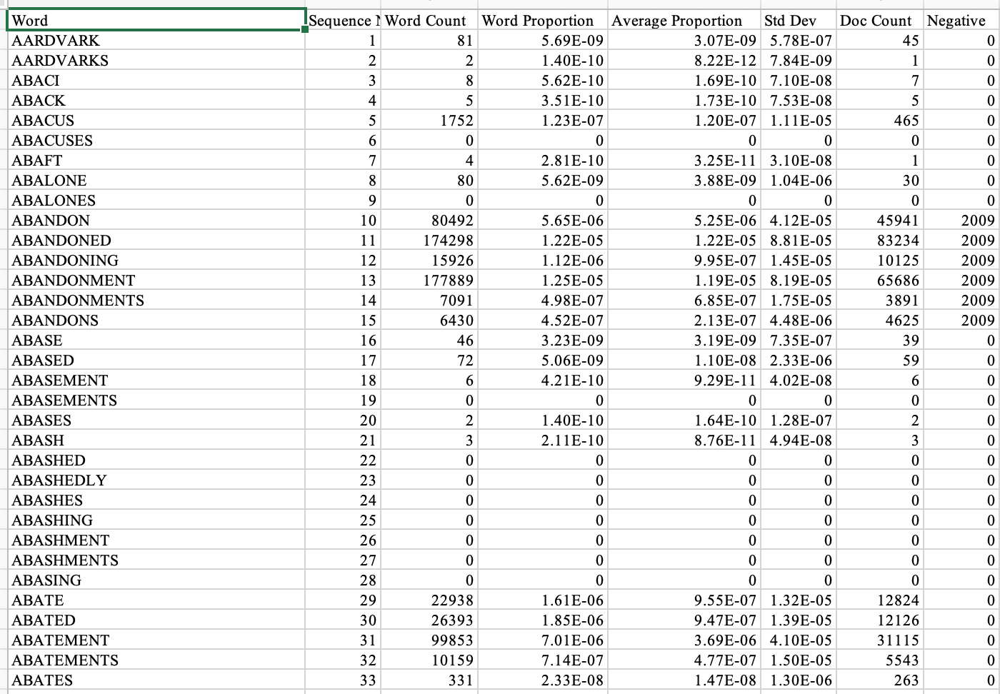 Word Sequence N Word Count Word Proportion Average Proportion Std Dev Doc Count Negative
AARDVARK 1 81 5.69E-09 3.07E-09 5.78E-07 45 0
AARDVARKS 2 2 1.40E-10 8.22E-12 7.84E-09 1 0
ABACI 3 8 5.62E-10 1.69E-10 7.10E-08 7 0
ABACK 4 5 3.51E-10 1.73E-10 7.53E-08 5 0
ABACUS 5 1752 1.23E-07 1.20E-07 1.11E-05 465 0
ABACUSES 6 0 0 0 0 0 0
ABAFT 7 4 2.81E-10 3.25E-11 3.10E-08 1 0
ABALONE 8 80 5.62E-09 3.88E-09 1.04E-06 30 0
ABALONES 9 0 0 0 0 0 0
ABANDON 10 80492 5.65E-06 5.25E-06 4.12E-05 45941 2009
ABANDONED 11 174298 1.22E-05 1.22E-05 8.81E-05 83234 2009
ABANDONING 12 15926 1.12E-06 9.95E-07 1.45E-05 10125 2009
ABANDONMENT 13 177889 1.25E-05 1.19E-05 8.19E-05 65686 2009
ABANDONMENTS 14 7091 4.98E-07 6.85E-07 1.75E-05 3891 2009
ABANDONS 15 6430 4.52E-07 2.13E-07 4.48E-06 4625 2009
ABASE 16 46 3.23E-09 3.19E-09 7.35E-07 39 0
ABASED 17 72 5.06E-09 1.10E-08 2.33E-06 59 0
ABASEMENT 18 6 4.21E-10 9.29E-11 4.02E-08 6 0
ABASEMENTS 19 0 0 0 0 0 0
ABASES 20 2 1.40E-10 1.64E-10 1.28E-07 2 0
ABASH 21 3 2.11E-10 8.76E-11 4.94E-08 3 0
ABASHED 22 0 0 0 0 0 0
ABASHEDLY 23 0 0 0 0 0 0
ABASHES 24 0 0 0 0 0 0
ABASHING 25 0 0 0 0 0 0
ABASHMENT 26 0 0 0 0 0 0
ABASHMENTS 27 0 0 0 0 0 0
ABASING 28 0 0 0 0 0 0
ABATE 29 22938 1.61E-06 9.55E-07 1.32E-05 12824 0
ABATED 30 26393 1.85E-06 9.47E-07 1.39E-05 12126 0
ABATEMENT 31 99853 7.01E-06 3.69E-06 4.10E-05 31115 0
ABATEMENTS 32 10159 7.14E-07 4.77E-07 1.50E-05 5543 0
ABATES 33 331 2.33E-08 1.47E-08 1.30E-06 263 0